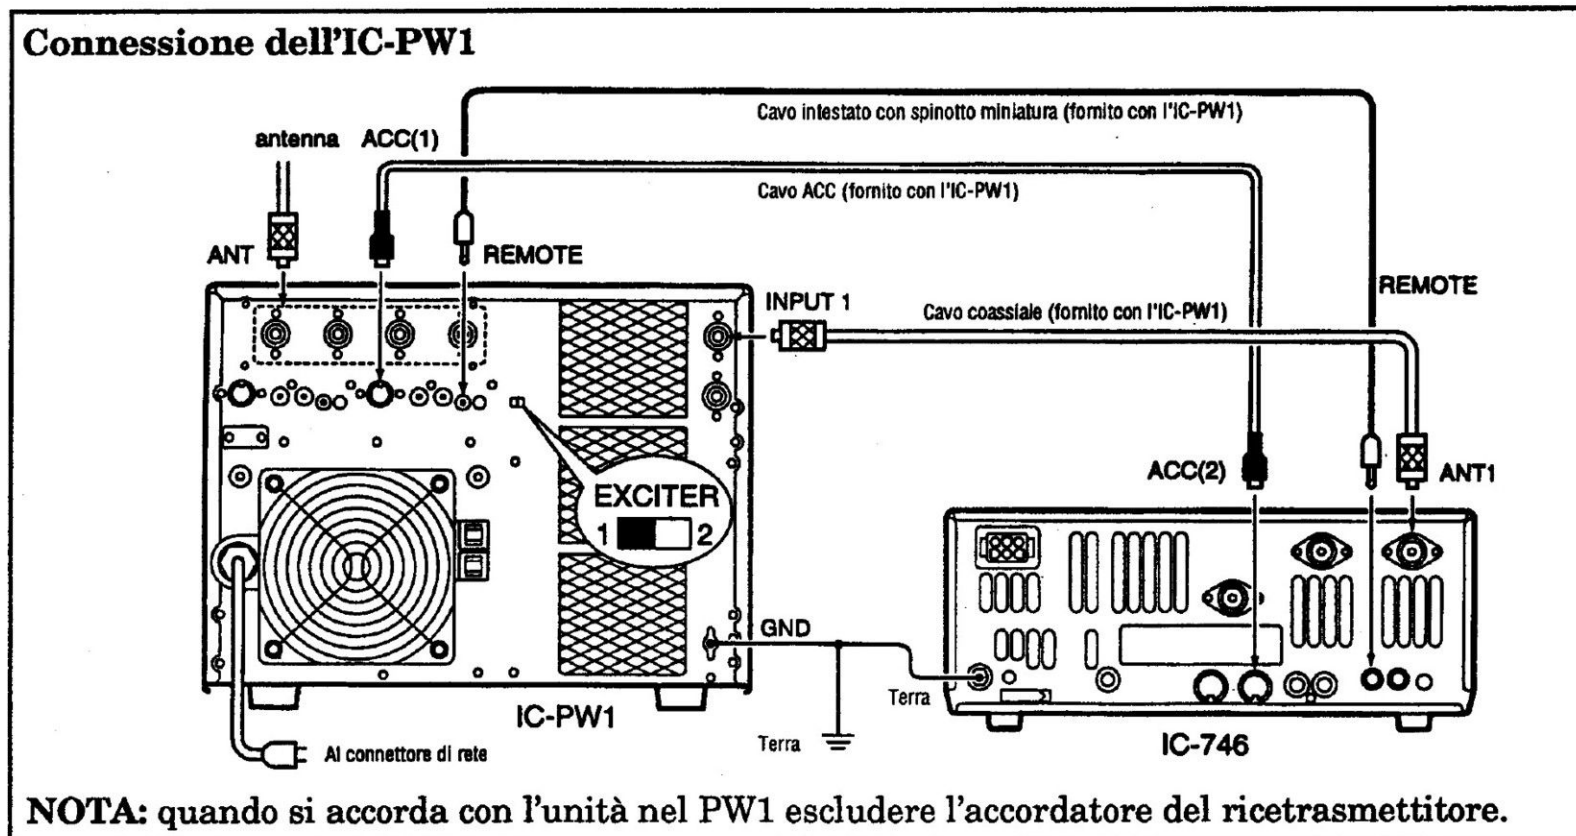 Connessione dell'IC-PW1
Cavo intestato con spinotto miniatura (fornito con l'IC-PW1)
antenna ACC(1)
Cavo ACC (fornito con l'IC-PW1)
ANT REMOTE
REMOTE
INPUT 1
Cavo coassiale (fornito con l'IC-PW1)
EXCITER
1 2
ACC(2) ANT1
GND
Terra
IC-PW1
Terra
IC-746
Al connettore di rete
NOTA: quando si accorda con l'unità nel PW1 escludere l'accordatore del ricetrasmettitore.